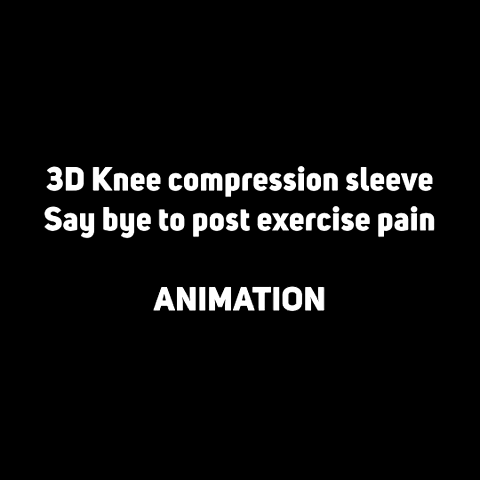 3D Knee compression sleeve
Say bye to post exercise pain
ANIMATION